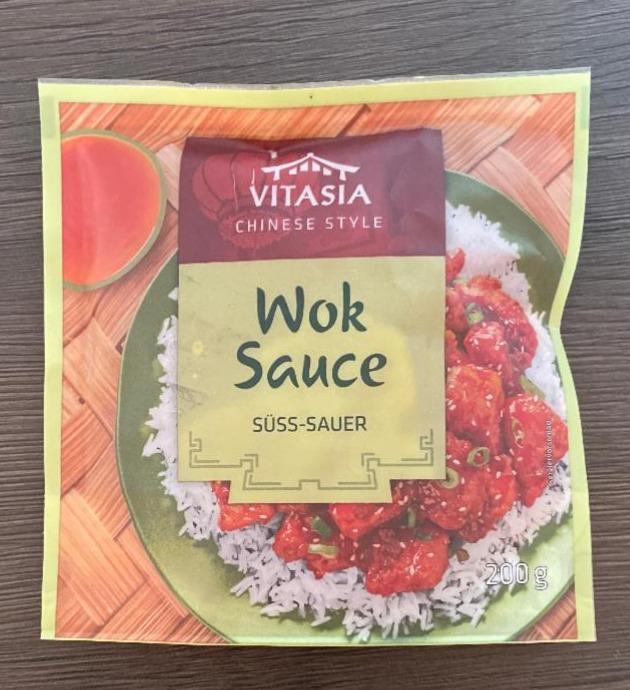 VITASIA
CHINESE STYLE
Wok
Sauce
SÜSS-SAUER
200 g